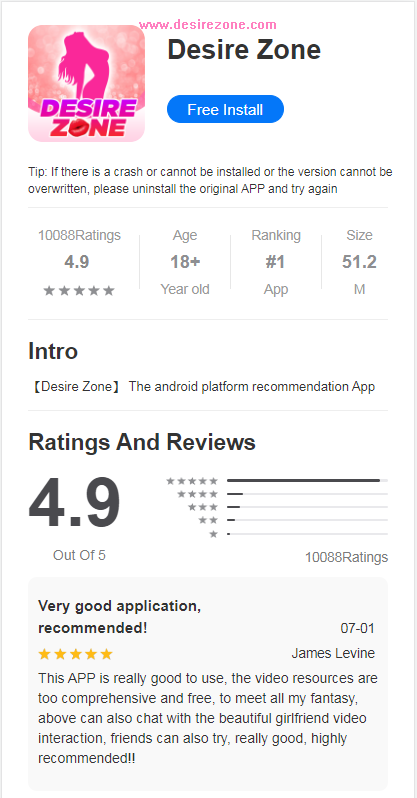 www.desirezone.com
Desire Zone
DESIRE
ZONE
Free Install
Tip: If there is a crash or cannot be installed or the version cannot be
overwritten, please uninstall the original APP and try again
10088Ratings Age Ranking Size
4.9 18+ #1 51.2
★★★★★ Year old App M
Intro
【Desire Zone】 The android platform recommendation App
Ratings And Reviews
4.9
Out Of 5
★★★★★
★★★★
★★★
★★
★
10088Ratings
Very good application,
recommended! 07-01
★★★★★ James Levine
This APP is really good to use, the video resources are
too comprehensive and free, to meet all my fantasy,
above can also chat with the beautiful girlfriend video
interaction, friends can also try, really good, highly
recommended!!